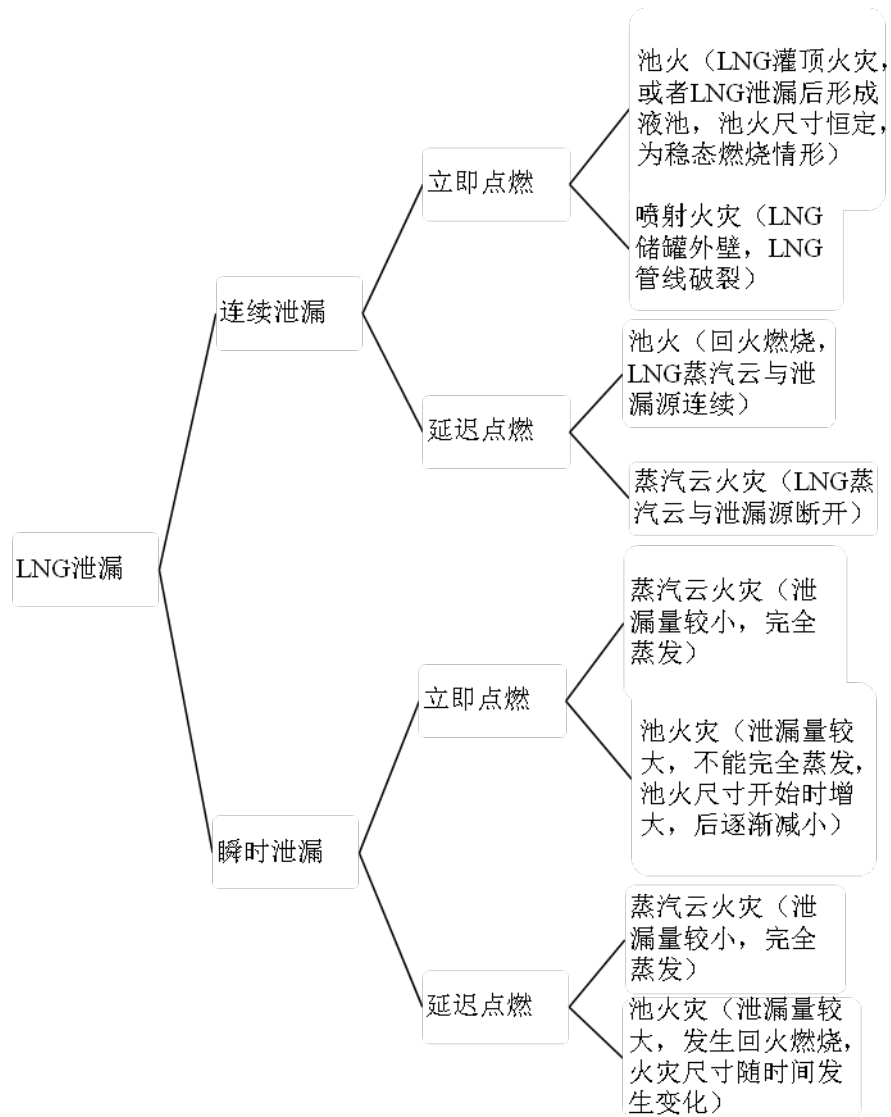 池火（LNG灌顶火灾，
或者LNG泄漏后形成
液池，池火尺寸恒定，
为稳态燃烧情形）
立即点燃
喷射火灾（LNG
储罐外壁，LNG
管线破裂）
连续泄漏
池火（回火燃烧，
LNG蒸汽云与泄
漏源连续）
延迟点燃
蒸汽云火灾（LNG蒸
汽云与泄漏源断开）
LNG泄漏
蒸汽云火灾（泄
漏量较小，完全
蒸发）
立即点燃
池火灾（泄漏量较
大，不能完全蒸发，
池火尺寸开始时增
大，后逐渐减小）
瞬时泄漏
蒸汽云火灾（泄
漏量较小，完全
蒸发）
延迟点燃
池火灾（泄漏量较
大，发生回火燃烧，
火灾尺寸随时间发
生变化）